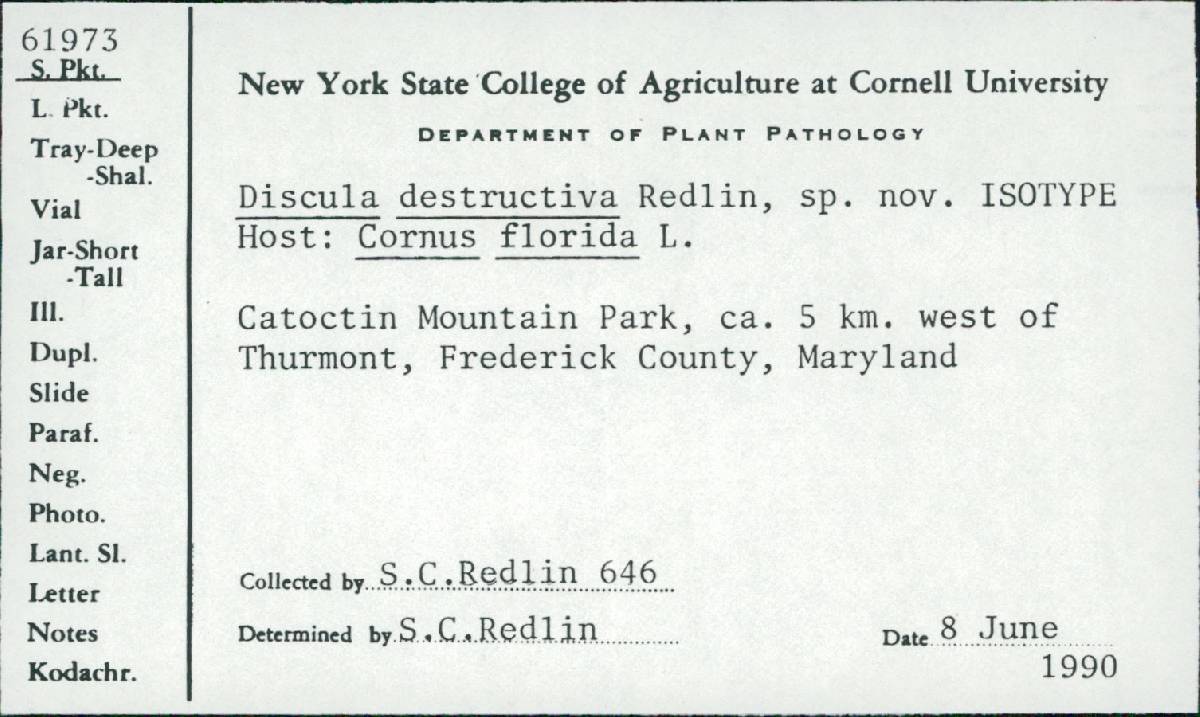 61973
S. Pkt.
L. Pkt.
Tray-Deep
-Shal.
Vial
Jar-Short
-Tall
Ill.
Dupl.
Slide
Paraf.
Neg.
Photo.
Lant. Sl.
Letter
Notes
Kodachr.
New York State College of Agriculture at Cornell University
DEPARTMENT OF PLANT PATHOLOGY
Discula destructiva Redlin, sp. nov. ISOTYPE
Host: Cornus florida L.
Catoctin Mountain Park, ca. 5 km. west of
Thurmont, Frederick County, Maryland
Collected by S.C.Redlin 646
Determined by S.C.Redlin
Date 8 June
1990